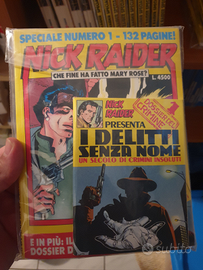 SPECIALE NUMERO 1 - 132 PAGINE!
NICK RAIDER
CHE FINE HA FATTO MARY ROSE?
L. 4500
NICK
RAIDER
PRESENTA
I DELITTI
SENZA NOME
UN SECOLO DI CRIMINI INSOLUTI
E IN PIÙ: IL
DOSSIER D
subito